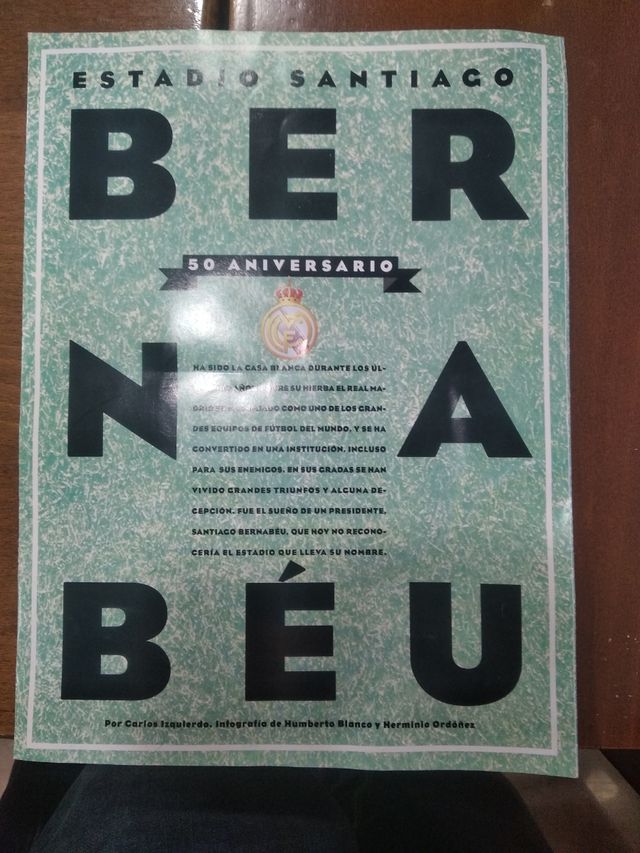 ESTADIO SANTIAGO
BER
50 ANIVERSARIO
NA
HA SIDO LA CASA BLANCA DURANTE LOS ÚL-
SU HIERBA EL REAL MA-
COMO UNO DE LOS GRAN-
DES EQUIPOS DE FÚTBOL DEL MUNDO, Y SE HA
CONVERTIDO EN UNA INSTITUCIÓN, INCLUSO
PARA SUS ENEMIGOS. EN SUS GRADAS SE HAN
VIVIDO GRANDES TRIUNFOS Y ALGUNA DE-
CEPCIÓN. FUE EL SUEÑO DE UN PRESIDENTE,
SANTIAGO BERNABÉU, QUE HOY NO RECONO-
CERÍA EL ESTADIO QUE LLEVA SU NOMBRE.
BÉU
Por Carlos Izquierdo. Infografía de Humberto Blanco y Herminio Ordóñez